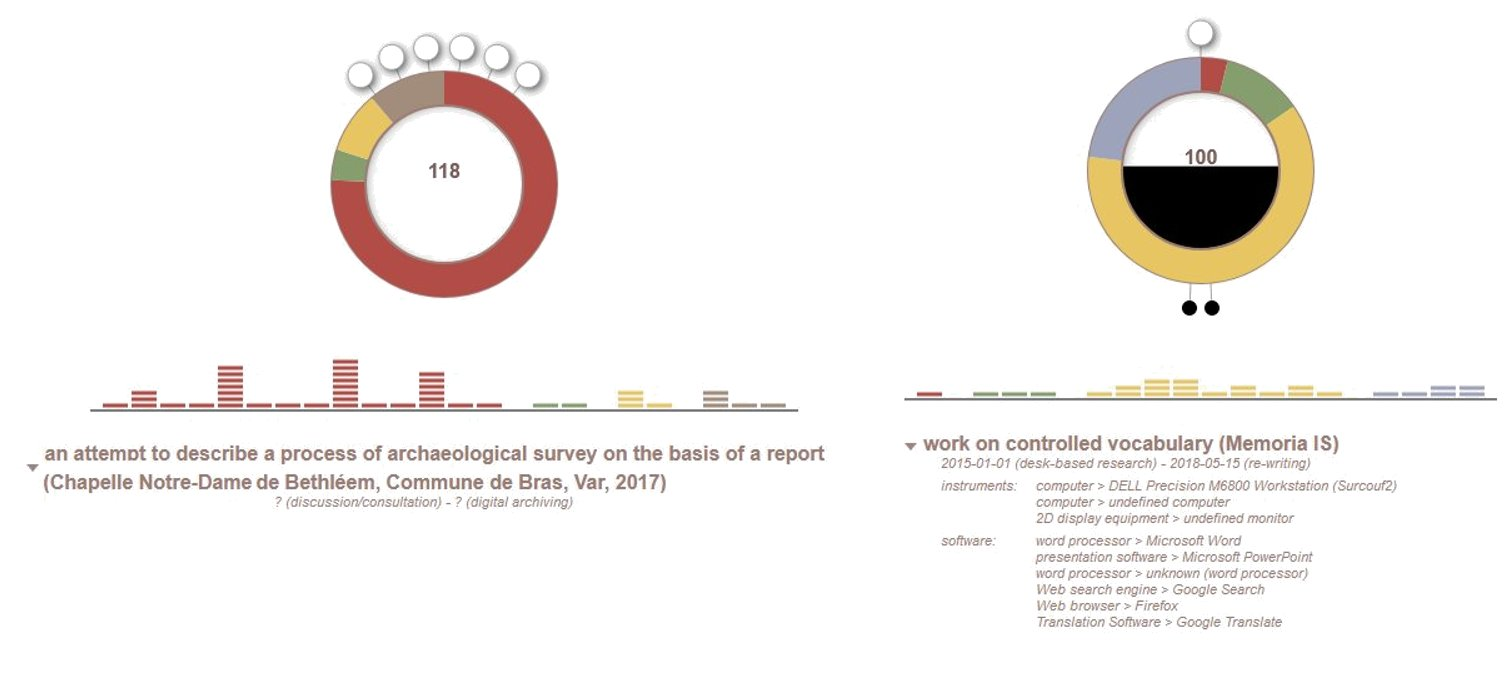 118
an attempt to describe a process of archaeological survey on the basis of a report
(Chapelle Notre-Dame de Bethléem, Commune de Bras, Var, 2017)
? (discussion/consultation) - ? (digital archiving)
100
work on controlled vocabulary (Memoria IS)
2015-01-01 (desk-based research) - 2018-05-15 (re-writing)
instruments: computer > DELL Precision M6800 Workstation (Surcouf2)
computer > undefined computer
2D display equipment > undefined monitor
software: word processor > Microsoft Word
presentation software > Microsoft PowerPoint
word processor > unknown (word processor)
Web search engine > Google Search
Web browser > Firefox
Translation Software > Google Translate